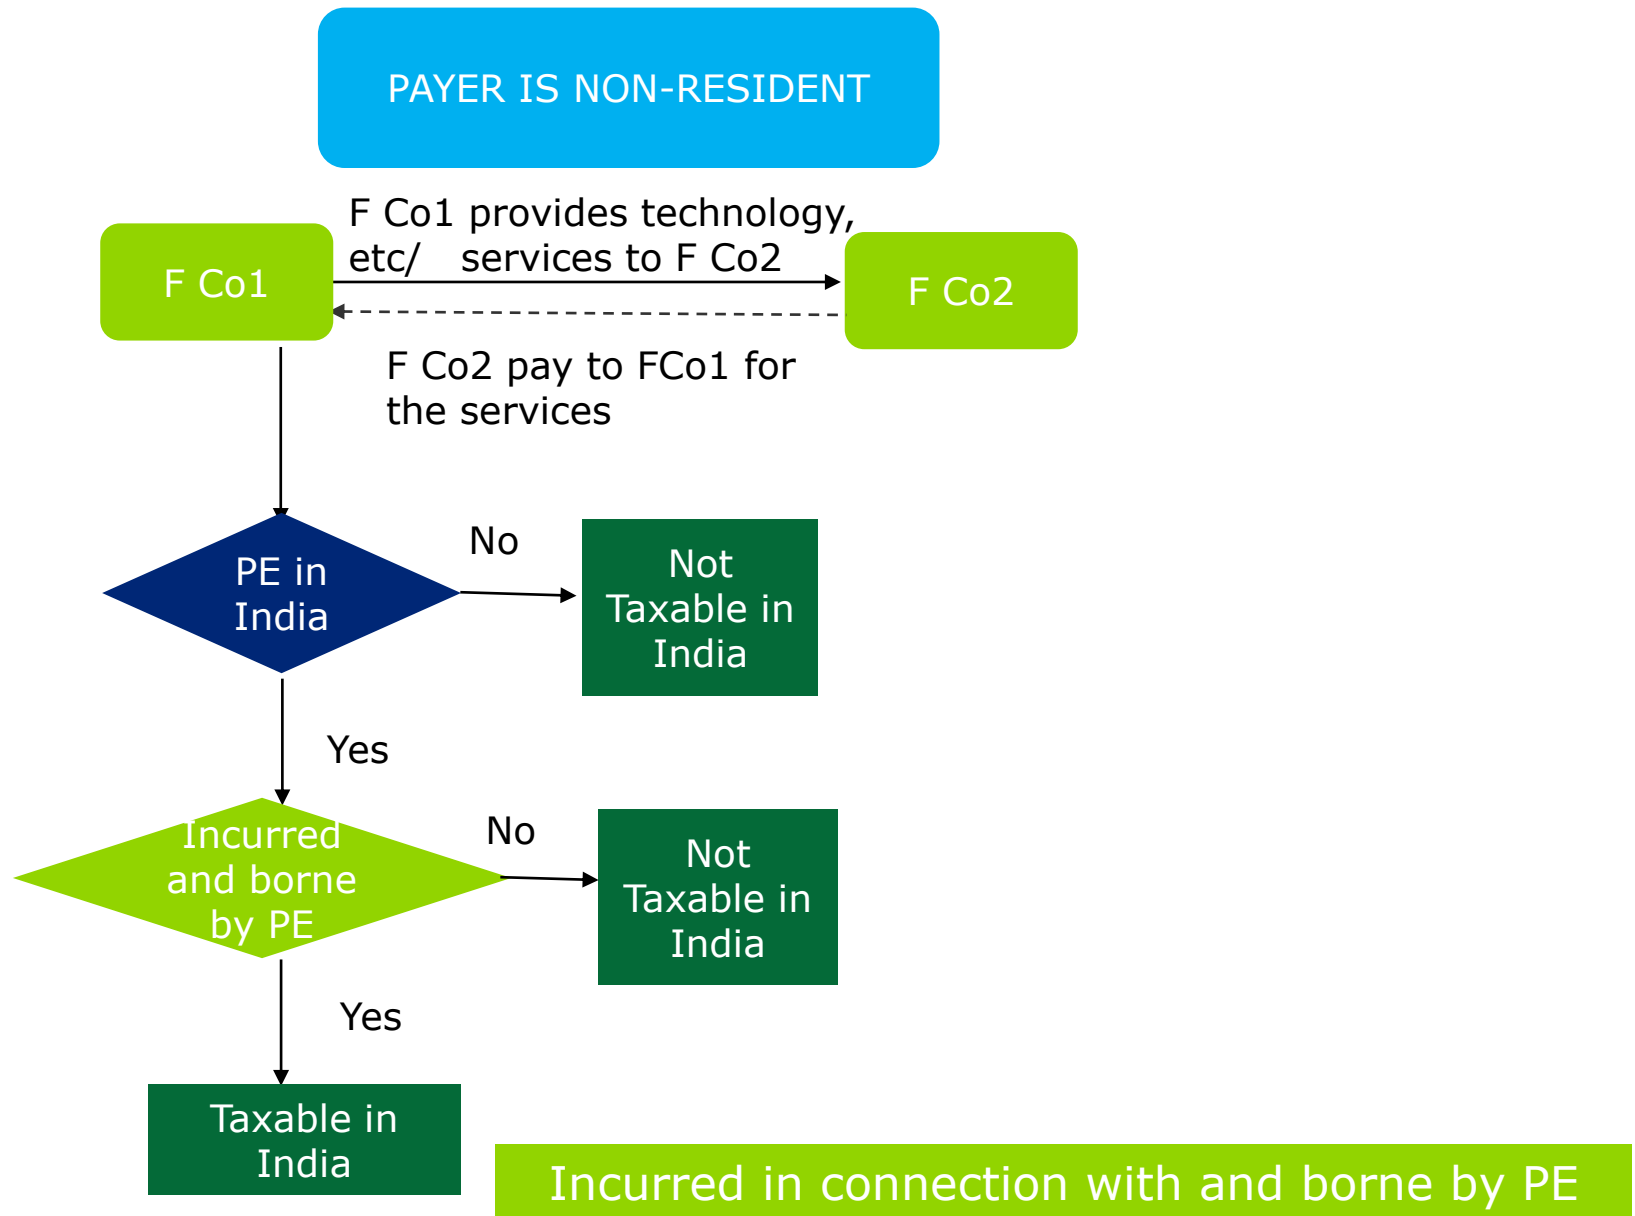 PAYER IS NON-RESIDENT
F Co1 provides technology,
etc/ services to F Co2
F Co1
F Co2
F Co2 pay to FCo1 for
the services
PE in
India
No
Not
Taxable in
India
Yes
Incurred
and borne
by PE
No
Not
Taxable in
India
Yes
Taxable in
India
Incurred in connection with and borne by PE